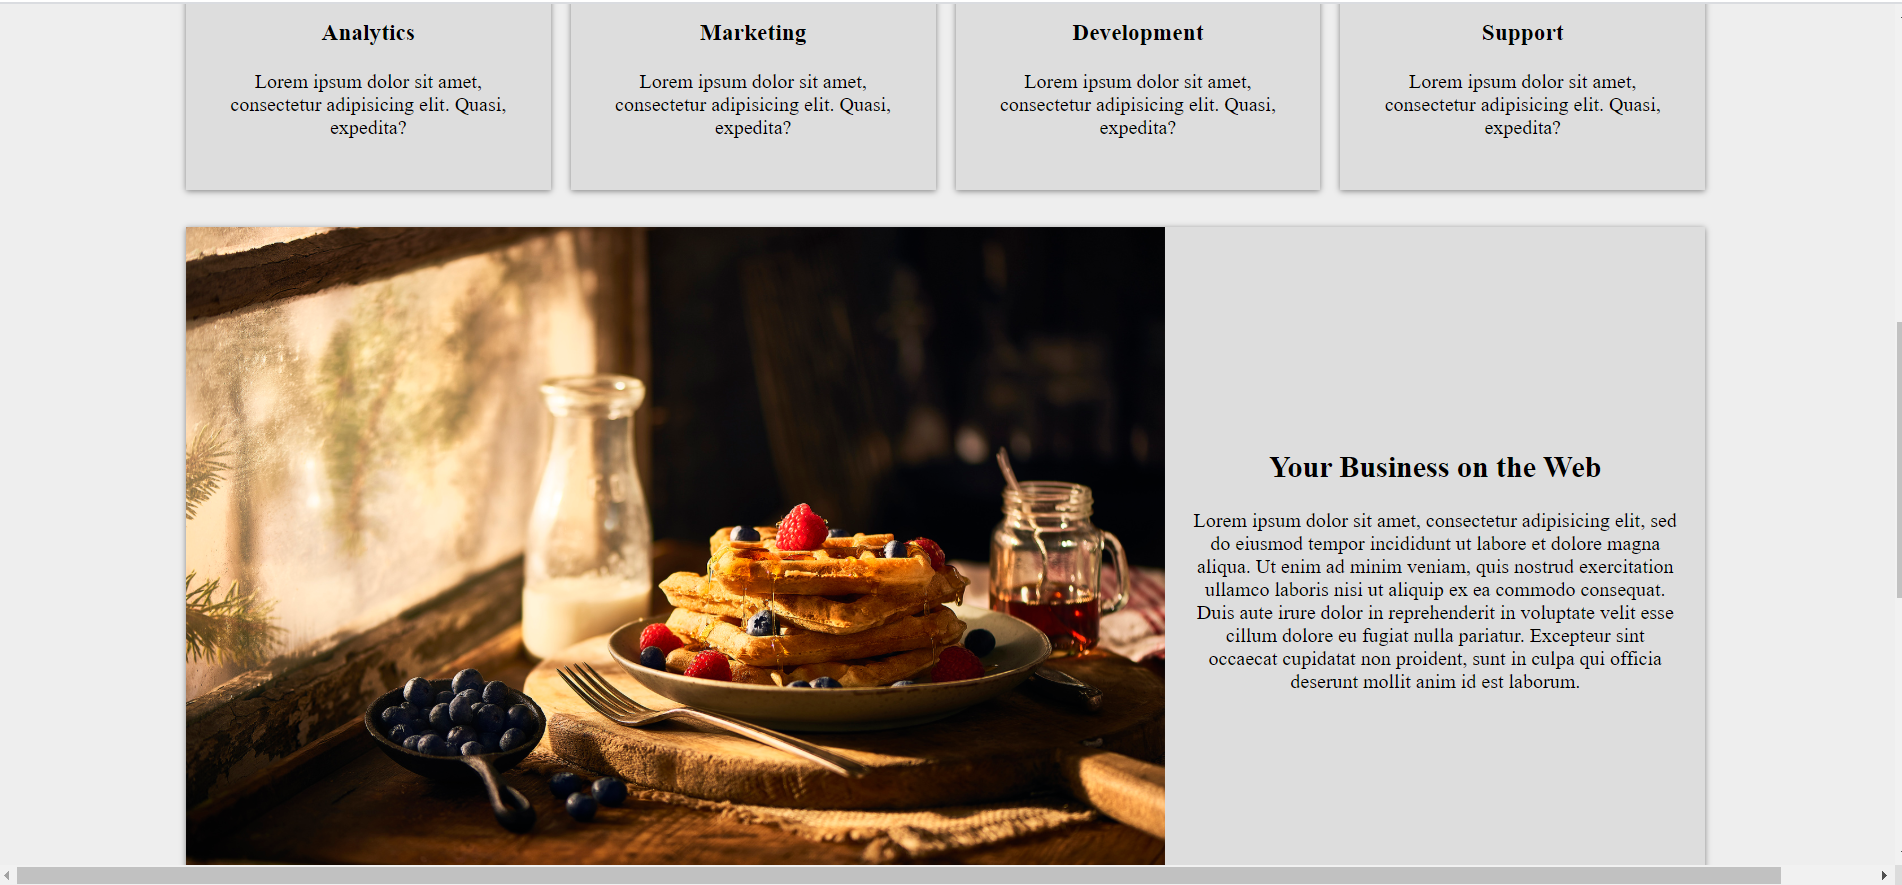 Analytics
Lorem ipsum dolor sit amet,
consectetur adipisicing elit. Quasi,
expedita?
Marketing
Lorem ipsum dolor sit amet,
consectetur adipisicing elit. Quasi,
expedita?
Development
Lorem ipsum dolor sit amet,
consectetur adipisicing elit. Quasi,
expedita?
Support
Lorem ipsum dolor sit amet,
consectetur adipisicing elit. Quasi,
expedita?
Your Business on the Web
Lorem ipsum dolor sit amet, consectetur adipisicing elit, sed
do eiusmod tempor incididunt ut labore et dolore magna
aliqua. Ut enim ad minim veniam, quis nostrud exercitation
ullamco laboris nisi ut aliquip ex ea commodo consequat.
Duis aute irure dolor in reprehenderit in voluptate velit esse
cillum dolore eu fugiat nulla pariatur. Excepteur sint
occaecat cupidatat non proident, sunt in culpa qui officia
deserunt mollit anim id est laborum.